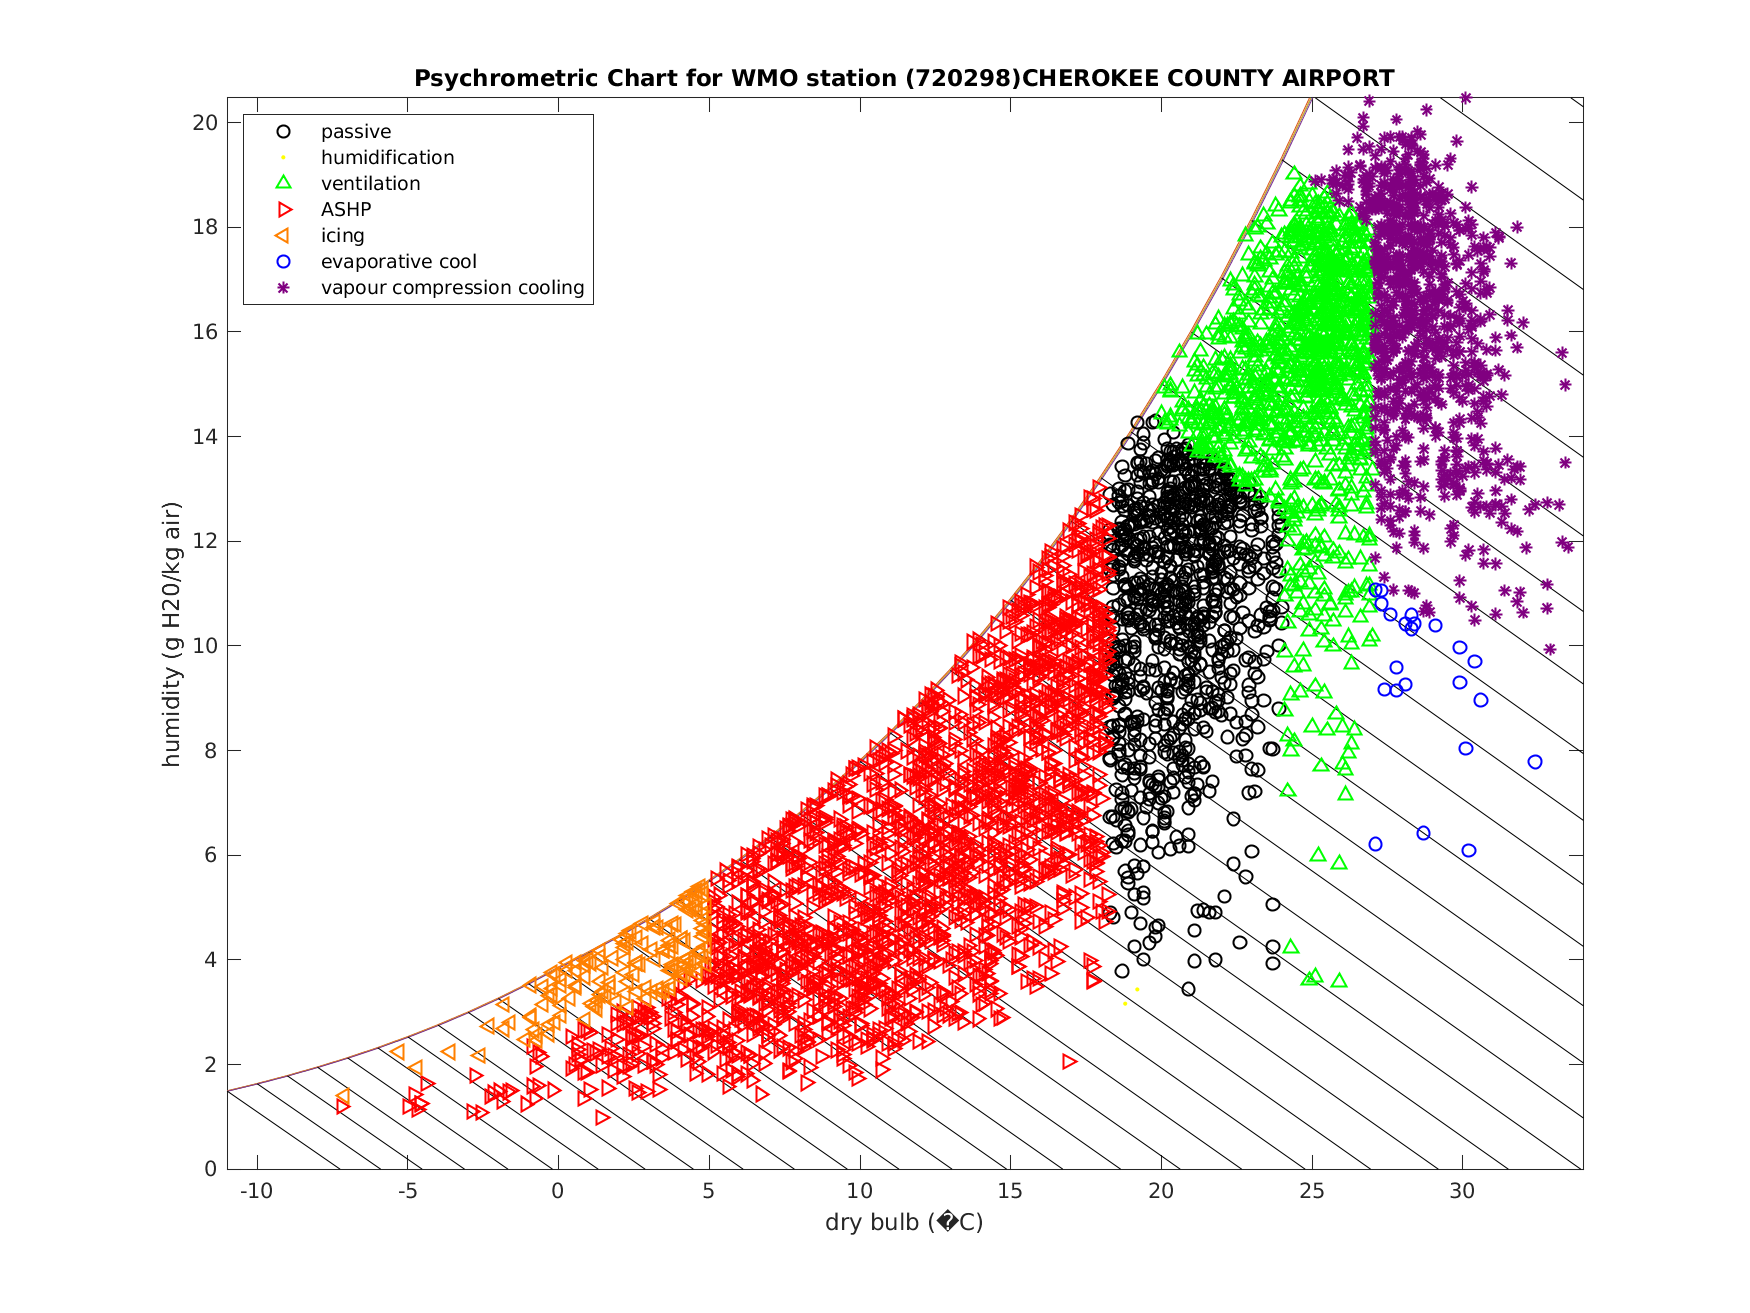 Psychrometric Chart for WMO station (720298)CHEROKEE COUNTY AIRPORT
passive
humidification
ventilation
ASHP
icing
evaporative cool
vapour compression cooling
humidity (g H20/kg air)
20
18
16
14
12
10
8
6
4
2
0
-10 -5 0 5 10 15 20 25 30
dry bulb (�C)